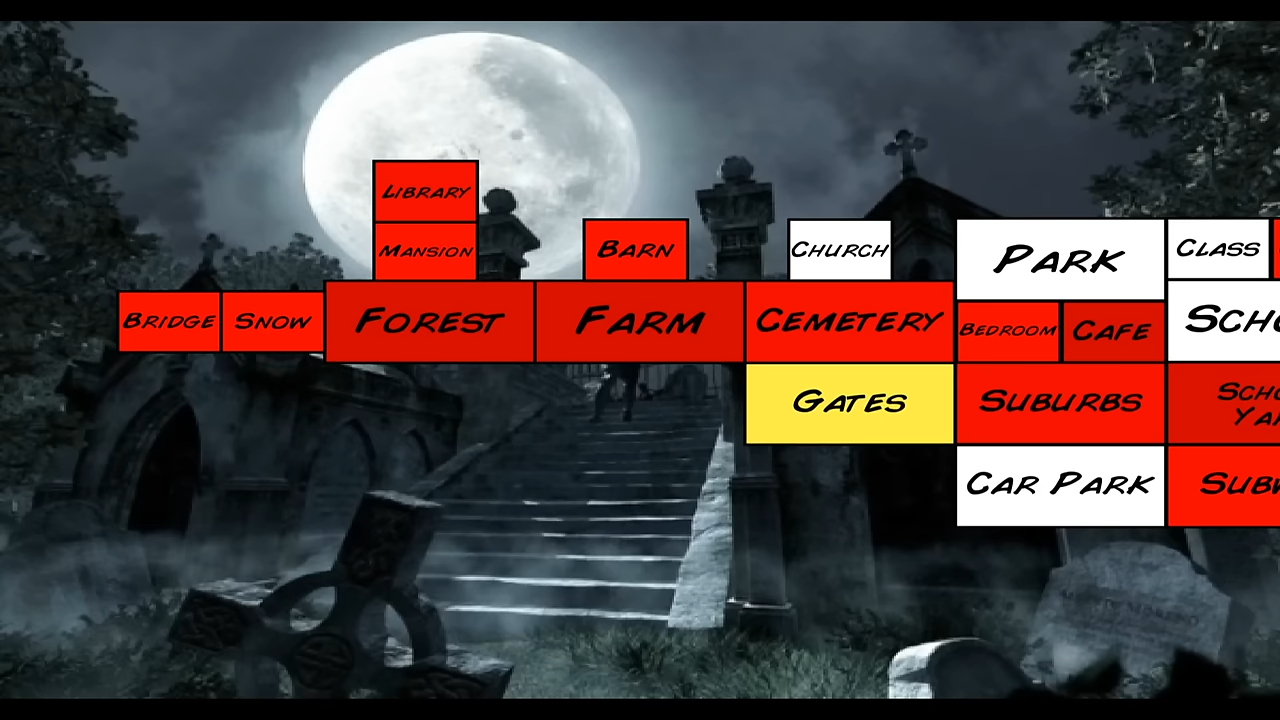 Library
Mansion
Barn
Church
Park
Class
Bridge
Snow
Forest
Farm
Cemetery
Bedroom
Cafe
Gates
Suburbs
Car Park